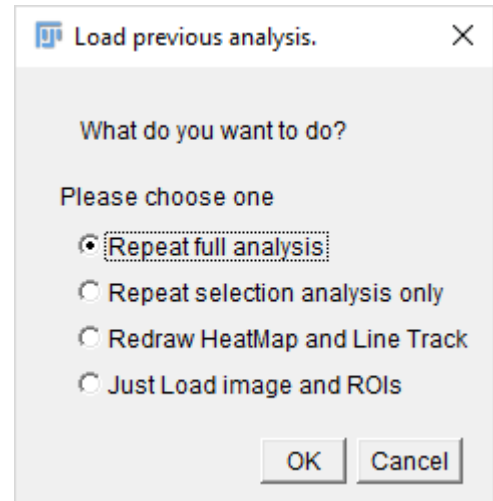 Load previous analysis.
What do you want to do?
Please choose one
Repeat full analysis
Repeat selection analysis only
Redraw HeatMap and Line Track
Just Load image and ROIs
OK Cancel